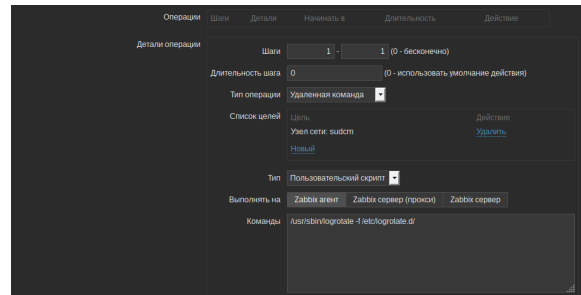 Операции Шаги Детали Начинать в Длительность Действие
Детали операции
Шаги 1 - 1 (0 - бесконечно)
Длительность шага 0 (0 - использовать умолчание действия)
Тип операции Удаленная команда
Список целей Цель Действие
Узел сети: sudcm Удалить
Новый
Тип Пользовательский скрипт
Выполнять на Zabbix агент Zabbix сервер (прокси) Zabbix сервер
Команды /usr/sbin/logrotate -f /etc/logrotate.d/